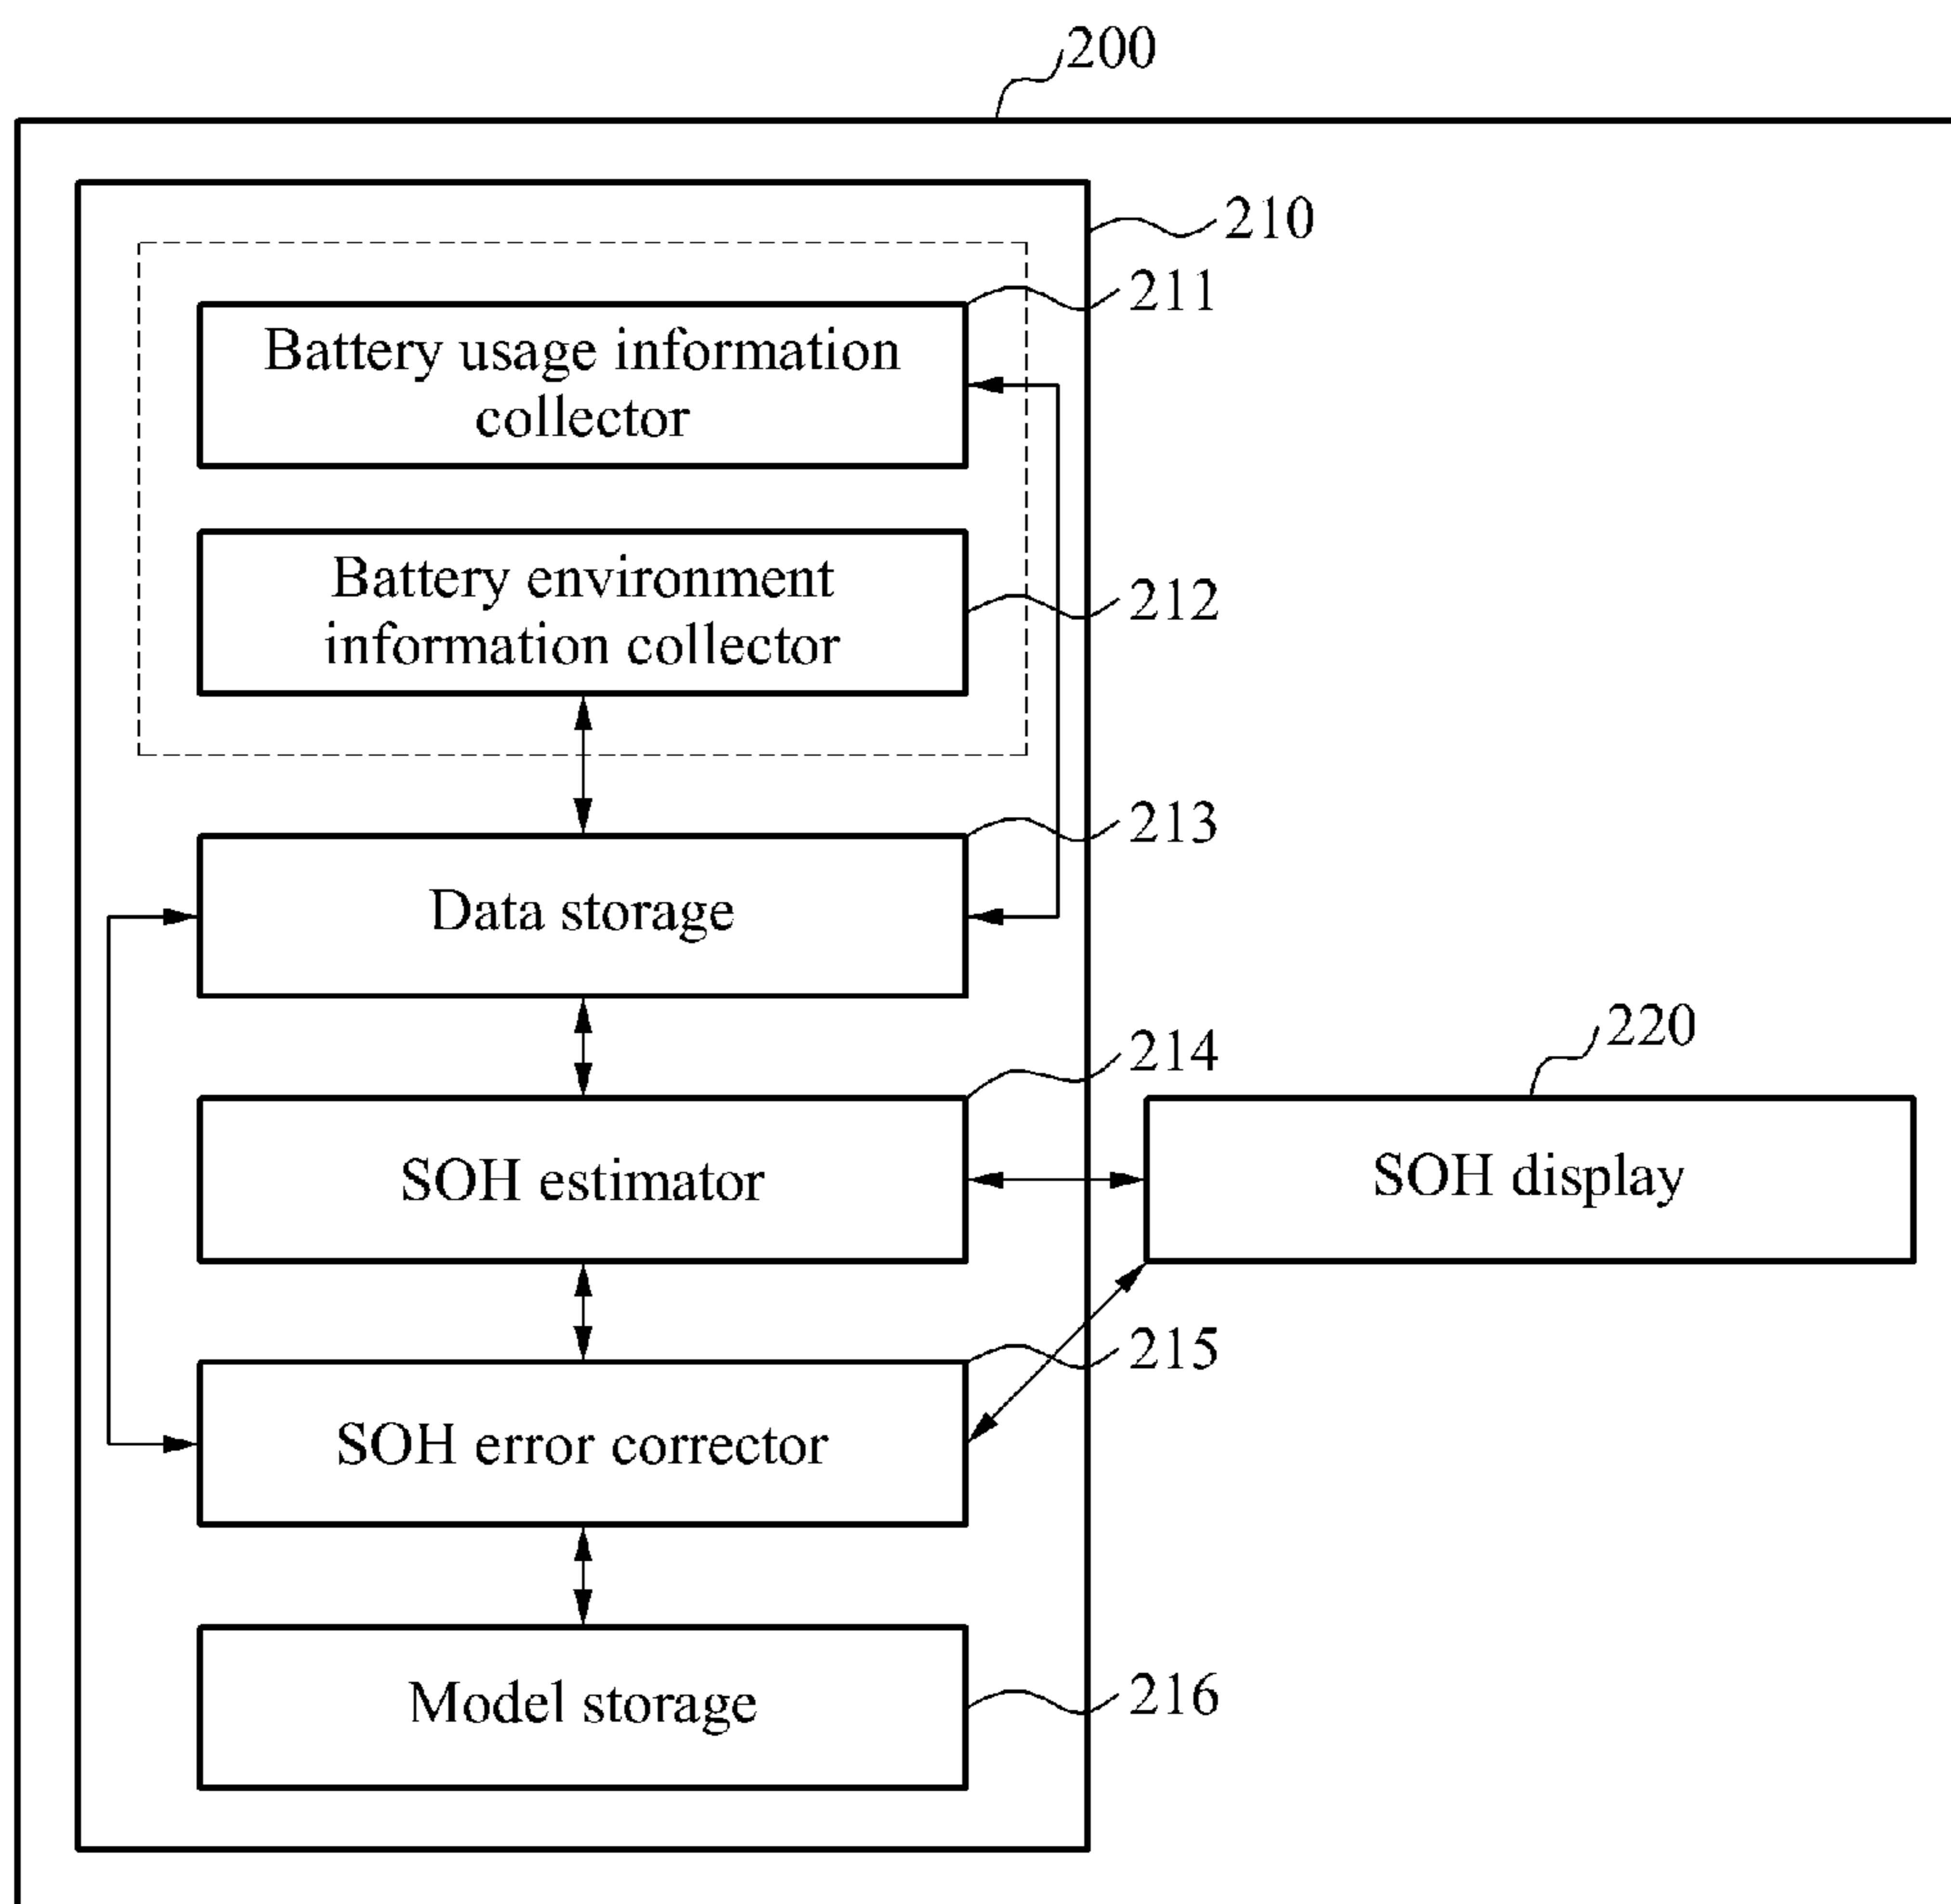 200
210
211
Battery usage information
collector
Battery environment
information collector
212
213
Data storage
214
220
SOH estimator
SOH display
215
SOH error corrector
Model storage
216